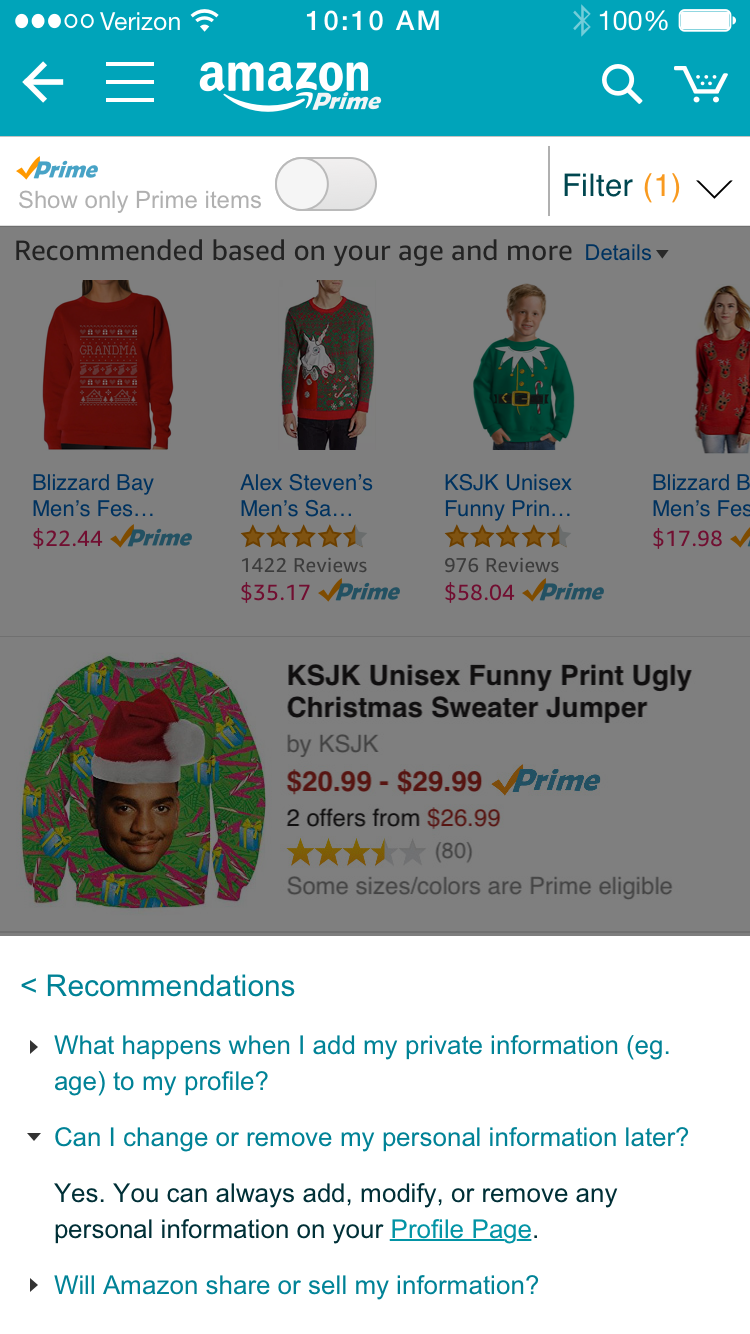 Verizon 10:10 AM 100%
amazon
Prime
Prime
Show only Prime items
Filter (1)
Recommended based on your age and more Details
GRANDMA
Blizzard Bay
Men's Fes...
$22.44 Prime
Alex Steven's
Men's Sa...
1422 Reviews
$35.17 Prime
KSJK Unisex
Funny Prin...
976 Reviews
$58.04 Prime
Blizzard B
Men's Fes
$17.98
KSJK Unisex Funny Print Ugly
Christmas Sweater Jumper
by KSJK
$20.99 - $29.99 Prime
2 offers from $26.99
(80)
Some sizes/colors are Prime eligible
< Recommendations
What happens when I add my private information (eg.
age) to my profile?
Can I change or remove my personal information later?
Yes. You can always add, modify, or remove any
personal information on your Profile Page.
Will Amazon share or sell my information?